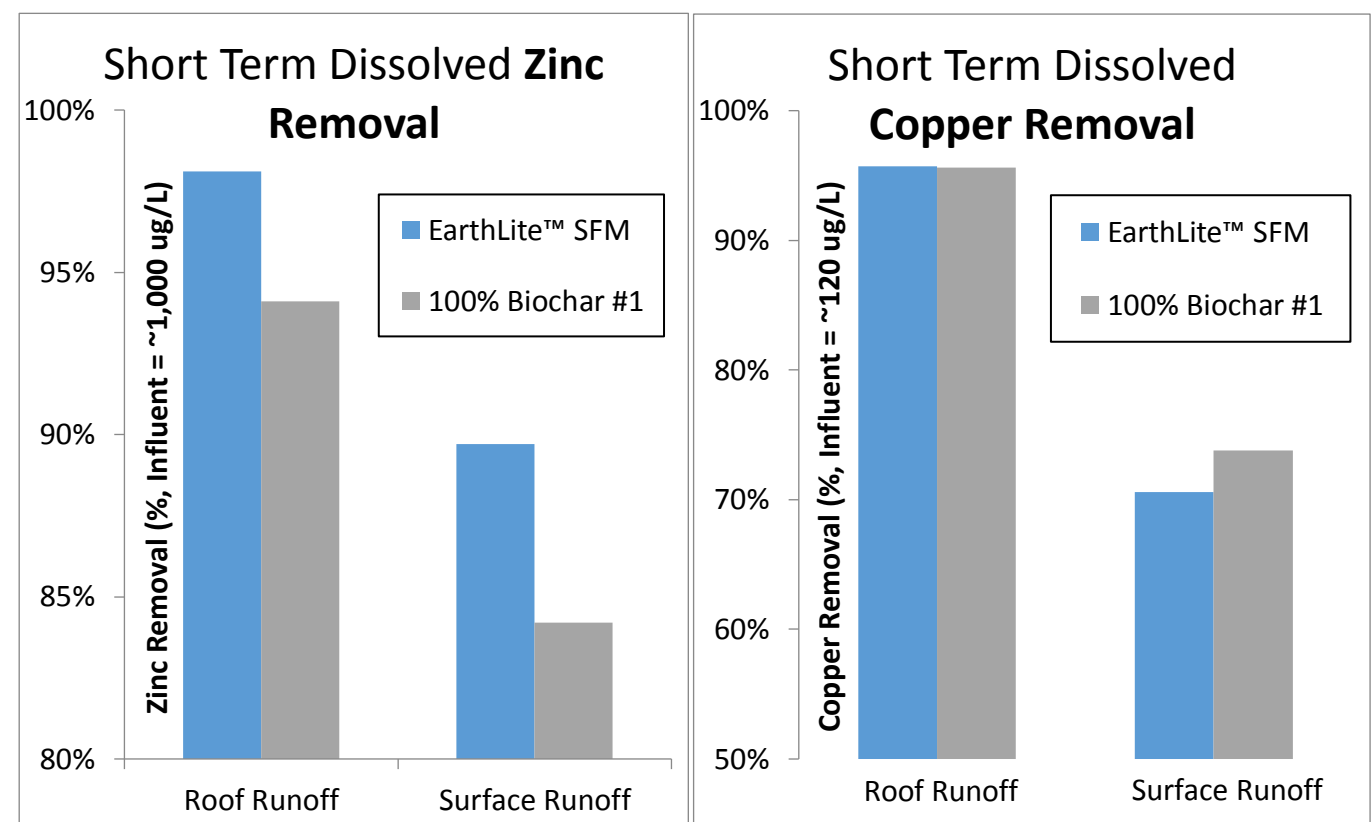 Short Term Dissolved Zinc
Removal
100%
95%
90%
85%
80%
Zinc Removal (%, Influent = ~1,000 ug/L)
EarthLite™ SFM
100% Biochar #1
Roof Runoff
Surface Runoff
Short Term Dissolved
Copper Removal
100%
90%
80%
70%
60%
50%
Copper Removal (%, Influent = ~120 ug/L)
EarthLite™ SFM
100% Biochar #1
Roof Runoff
Surface Runoff